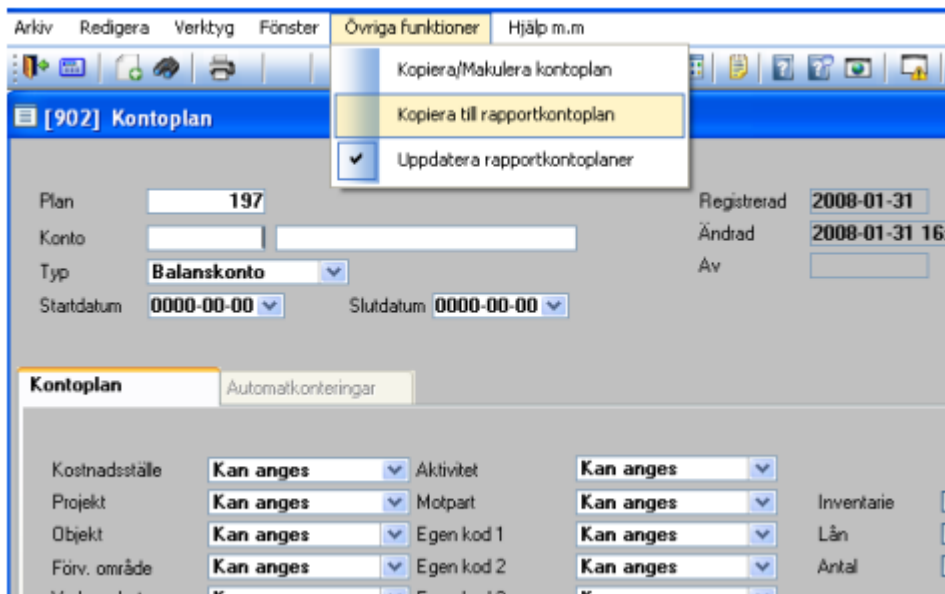 Arkiv Redigera Verktyg Fönster Övriga funktioner Hjälp m.m
Kopiera/Makulera kontoplan
[902] Kontoplan
Kopiera till rapportkontoplan
Uppdatera rapportkontoplaner
Plan 197 Registrerad 2008-01-31
Konto Ändrad 2008-01-31 16
Typ Balanskonto Av
Startdatum 0000-00-00 Slutdatum 0000-00-00
Kontoplan Automatkonteringar
Kostnadsställe Kan anges Aktivitet Kan anges
Projekt Kan anges Motpart Kan anges Inventarie
Objekt Kan anges Egen kod 1 Kan anges Lån
Förv. område Kan anges Egen kod 2 Kan anges Antal